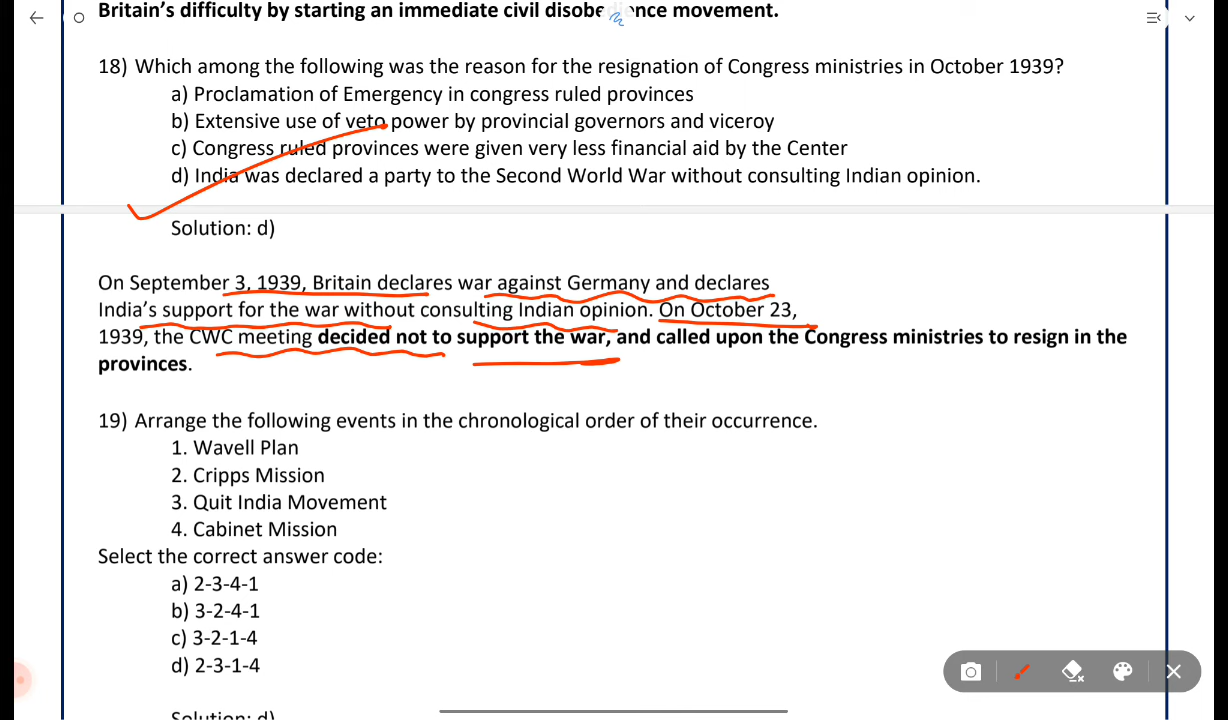 Britain's difficulty by starting an immediate civil disobedience movement.
18) Which among the following was the reason for the resignation of Congress ministries in October 1939?
a) Proclamation of Emergency in congress ruled provinces
b) Extensive use of veto power by provincial governors and viceroy
c) Congress ruled provinces were given very less financial aid by the Center
d) India was declared a party to the Second World War without consulting Indian opinion.
Solution: d)
On September 3, 1939, Britain declares war against Germany and declares
India's support for the war without consulting Indian opinion. On October 23,
1939, the CWC meeting decided not to support the war, and called upon the Congress ministries to resign in the
provinces.
19) Arrange the following events in the chronological order of their occurrence.
1. Wavell Plan
2. Cripps Mission
3. Quit India Movement
4. Cabinet Mission
Select the correct answer code:
a) 2-3-4-1
b) 3-2-4-1
c) 3-2-1-4
d) 2-3-1-4
Solution: d)